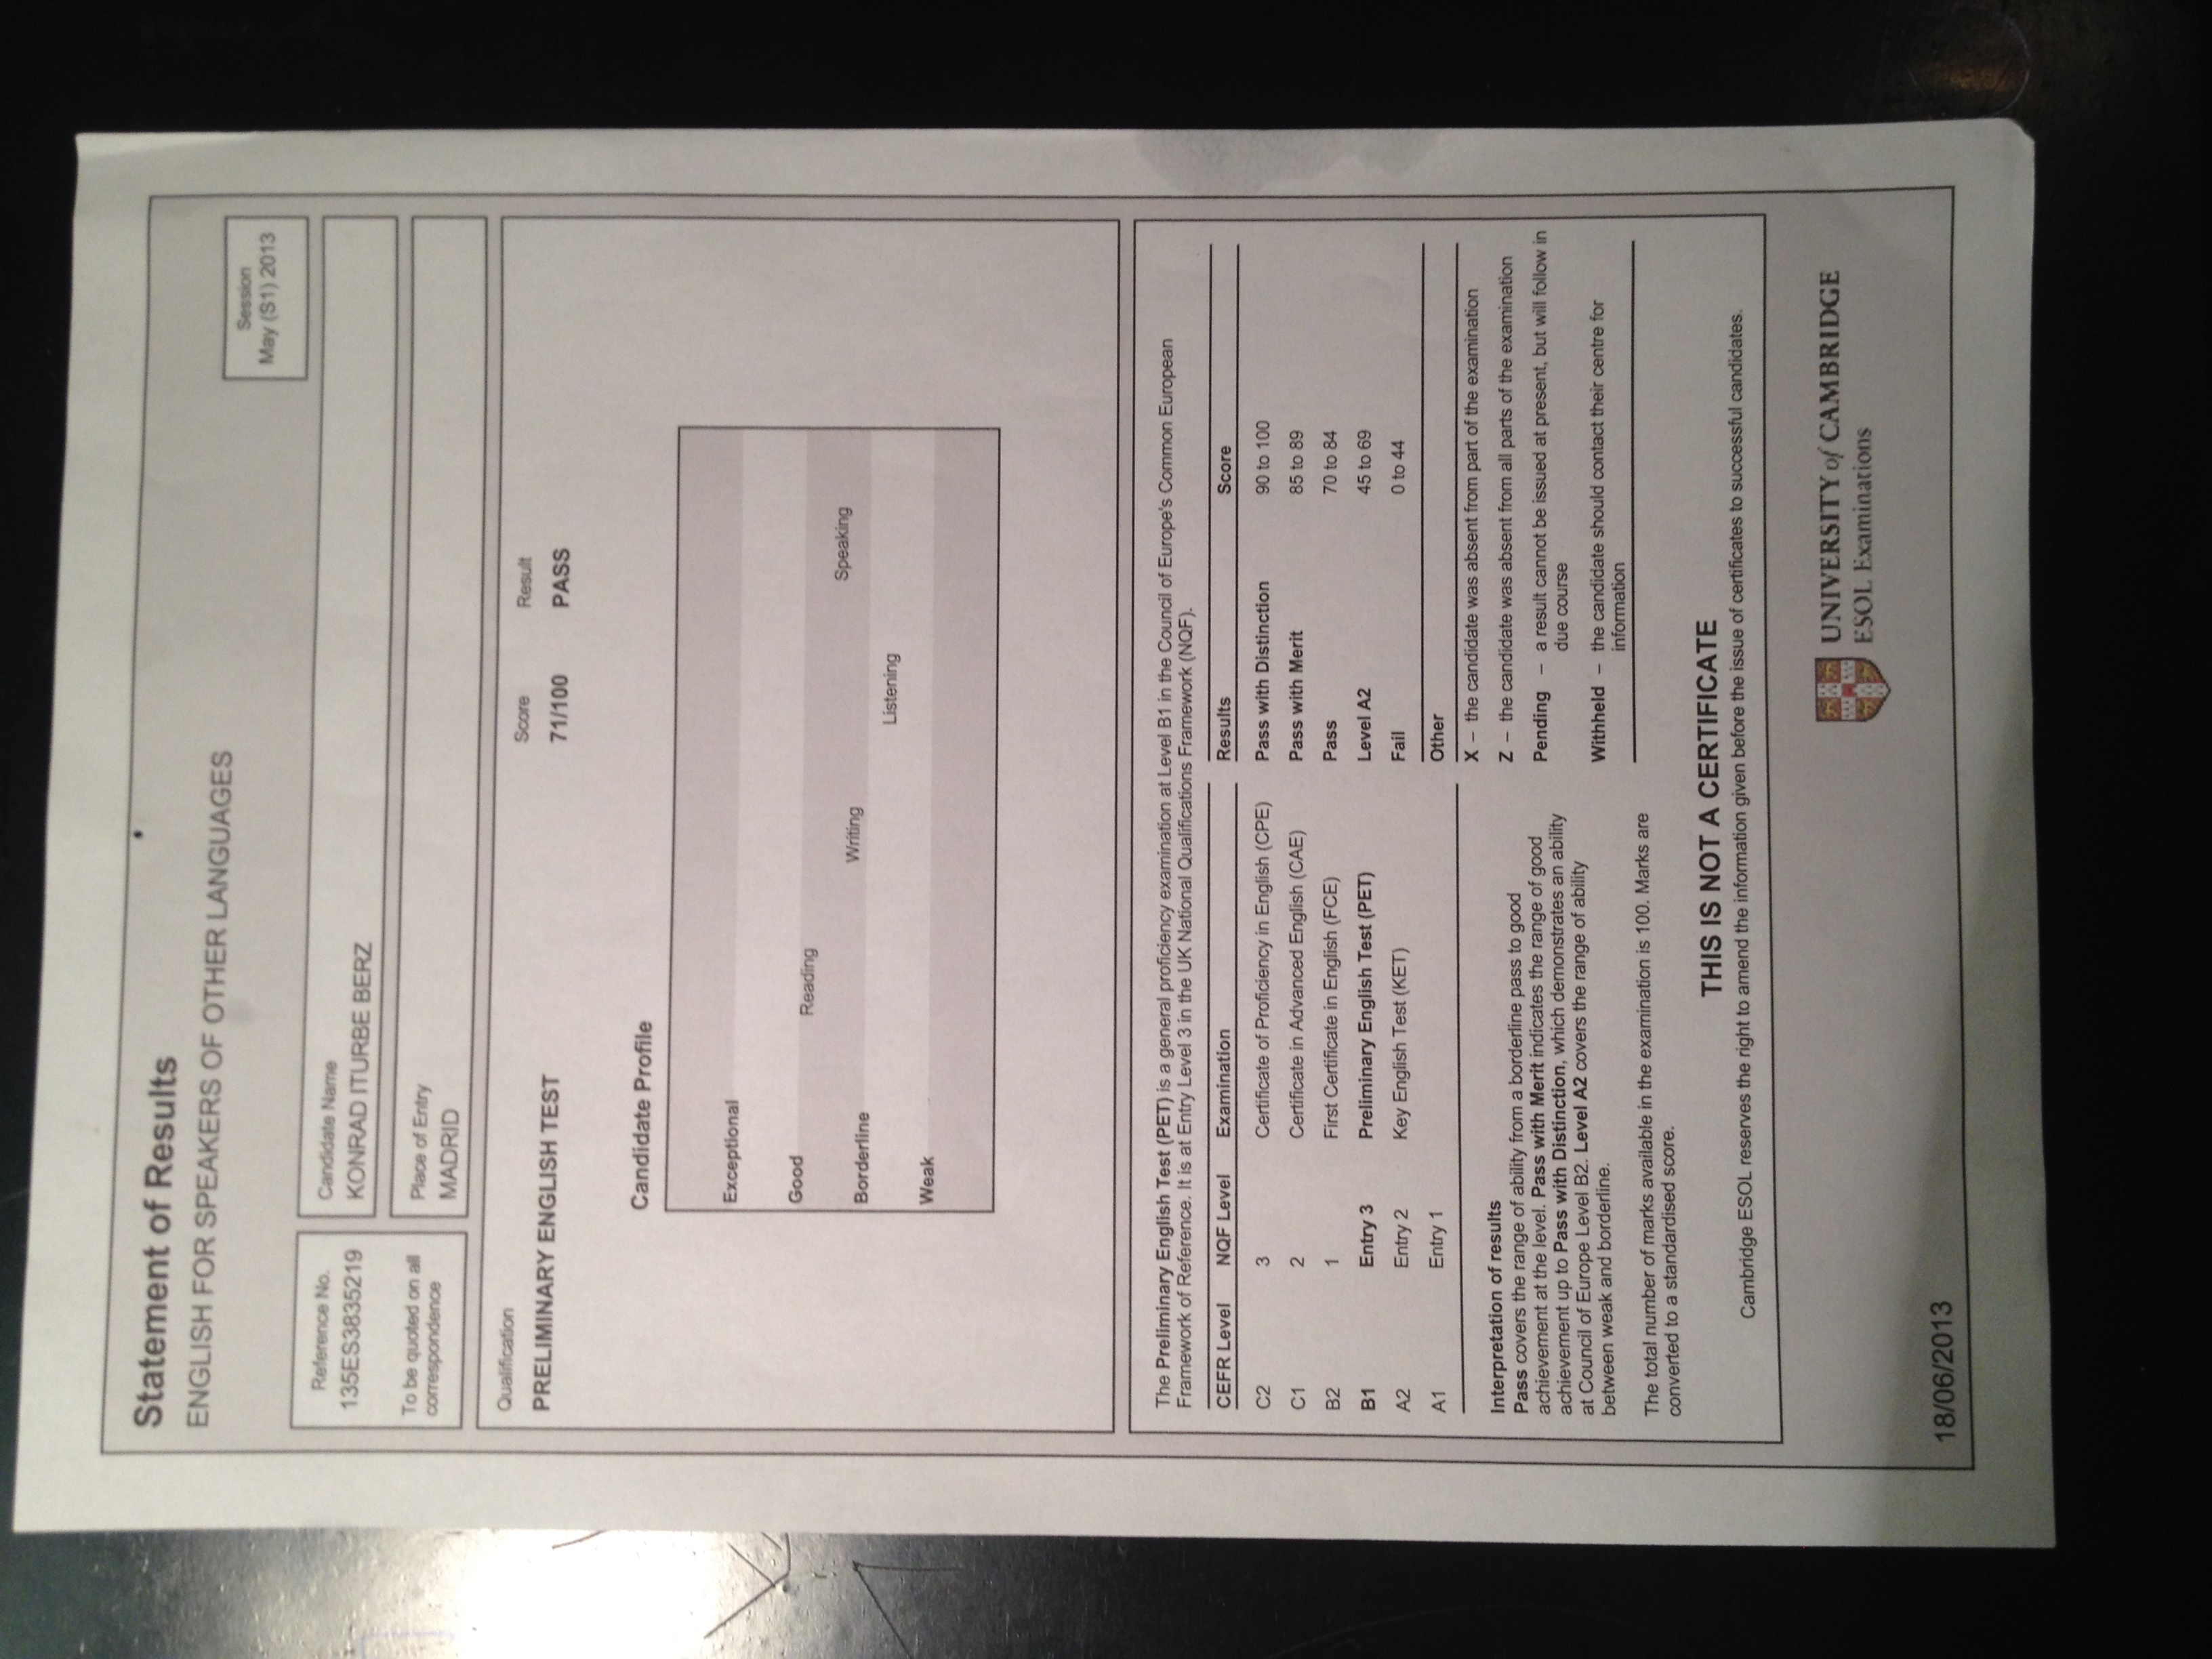 Statement of Results
ENGLISH FOR SPEAKERS OF OTHER LANGUAGES
Session
May (S1) 2013
Reference No.
135ES3835219
To be quoted on all
correspondence
Candidate Name
KONRAD ITURBE BERZ
Place of Entry
MADRID
Qualification
PRELIMINARY ENGLISH TEST
Score
71/100
Result
PASS
Candidate Profile
Exceptional
Good
Reading
Speaking
Writing
Borderline
Listening
Weak
The Preliminary English Test (PET) is a general proficiency examination at Level B1 in the Council of Europe's Common European
Framework of Reference. It is at Entry Level 3 in the UK National Qualifications Framework (NQF).
CEFR Level NQF Level Examination
C2 3 Certificate of Proficiency in English (CPE)
C1 2 Certificate in Advanced English (CAE)
B2 1 First Certificate in English (FCE)
B1 Entry 3 Preliminary English Test (PET)
A2 Entry 2 Key English Test (KET)
A1 Entry 1
Interpretation of results
Pass covers the range of ability from a borderline pass to good
achievement at the level. Pass with Merit indicates the range of good
achievement up to Pass with Distinction, which demonstrates an ability
at Council of Europe Level B2. Level A2 covers the range of ability
between weak and borderline.
The total number of marks available in the examination is 100. Marks are
converted to a standardised score.
Results Score
Pass with Distinction 90 to 100
Pass with Merit 85 to 89
Pass 70 to 84
Level A2 45 to 69
Fail 0 to 44
Other
X – the candidate was absent from part of the examination
Z – the candidate was absent from all parts of the examination
Pending – a result cannot be issued at present, but will follow in
due course
Withheld – the candidate should contact their centre for
information
THIS IS NOT A CERTIFICATE
Cambridge ESOL reserves the right to amend the information given before the issue of certificates to successful candidates.
UNIVERSITY of CAMBRIDGE
ESOL Examinations
18/06/2013